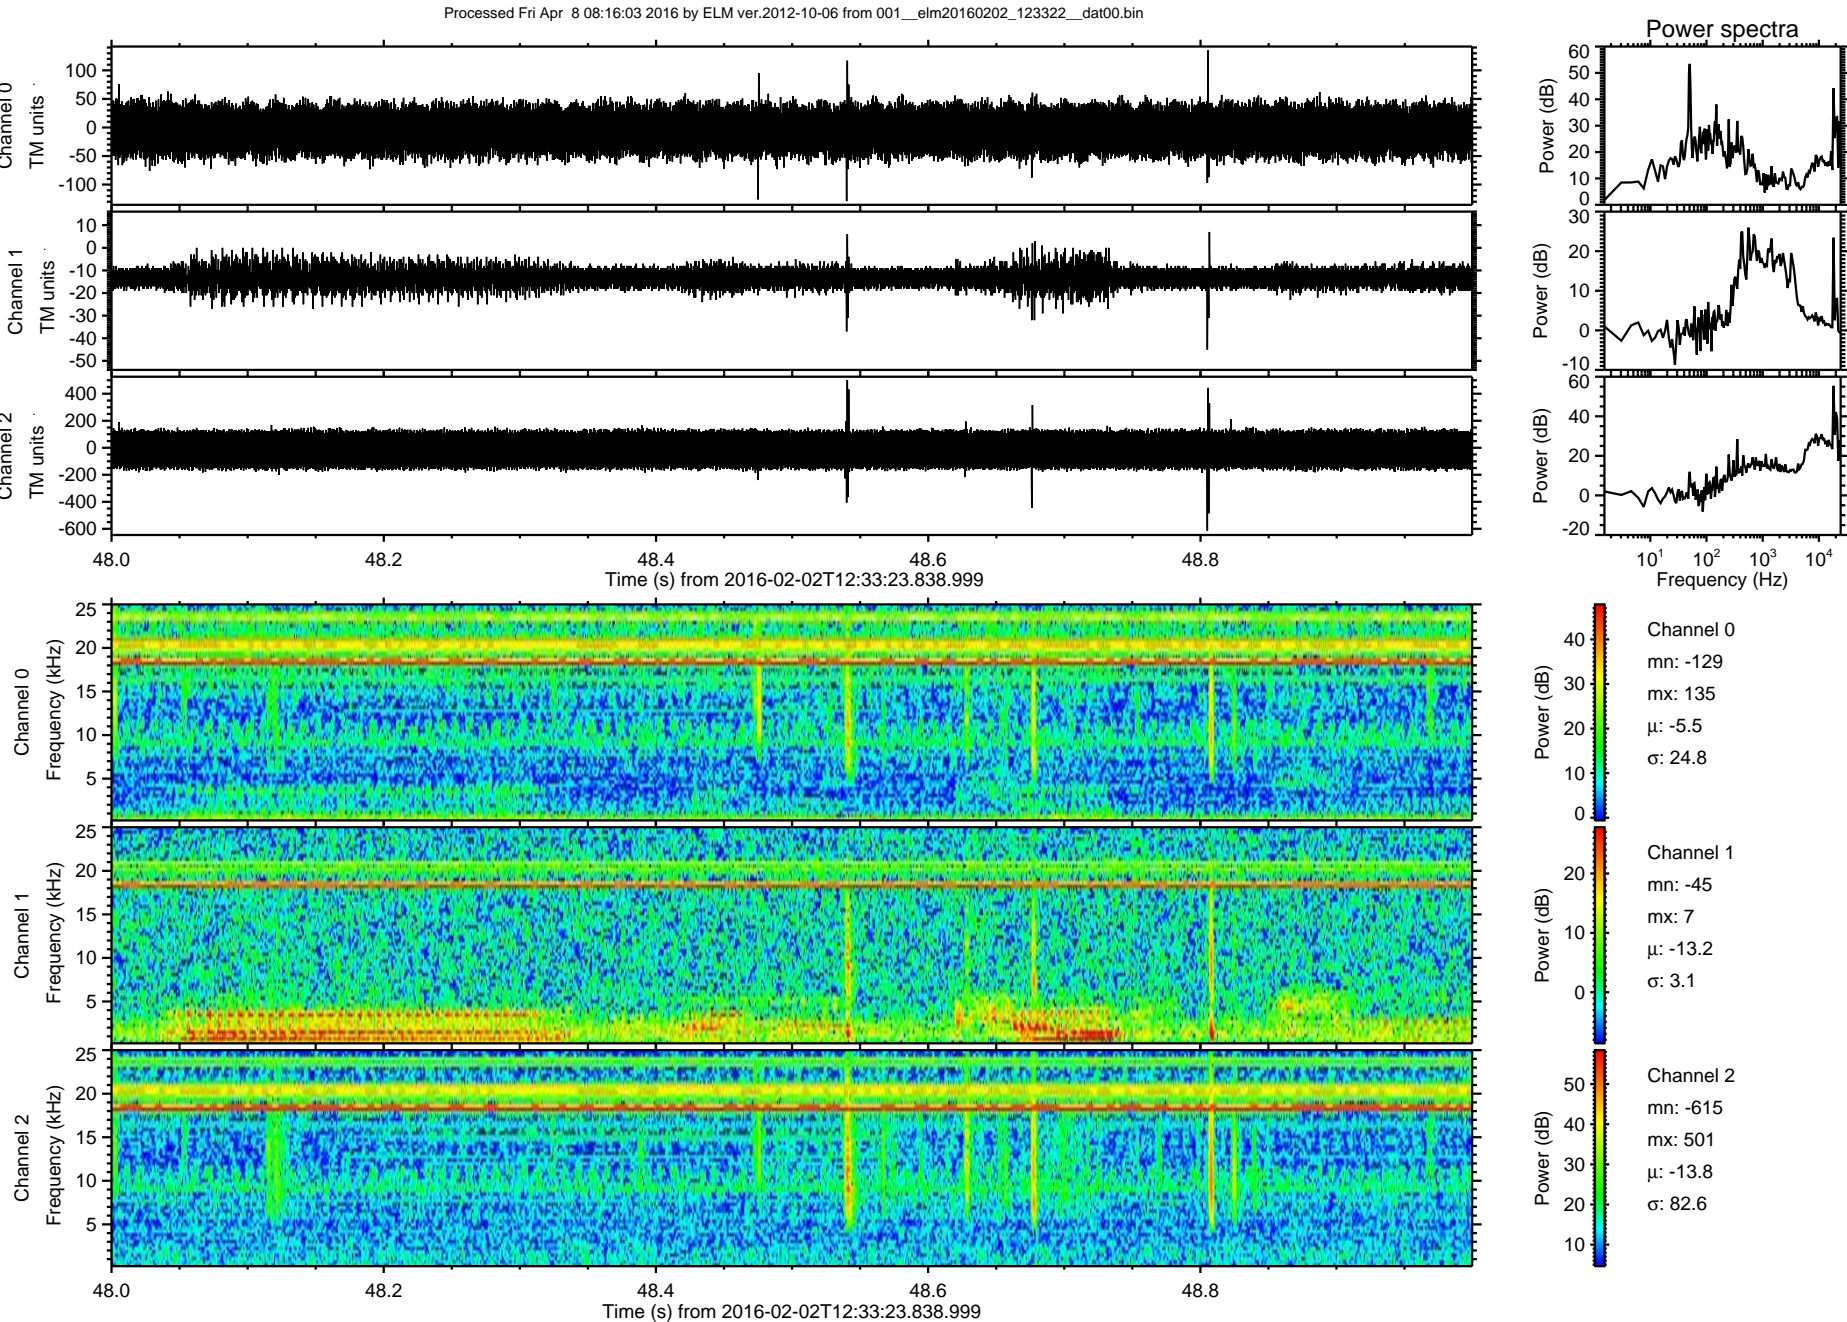 Processed Fri Apr 8 08:16:03 2016 by ELM ver.2012-10-06 from 001__elm20160202_123322__dat00.bin
Power spectra
Channel 0
TM units
100
50
0
-50
-100
Power (dB)
60
50
40
30
20
10
0
Channel 1
TM units
10
0
-10
-20
-30
-40
-50
Power (dB)
30
20
10
0
-10
Channel 2
TM units
400
200
0
-200
-400
-600
Power (dB)
60
40
20
0
-20
48.0 48.2 48.4 48.6 48.8
Time (s) from 2016-02-02T12:33:23.838.999
10¹ 10² 10³ 10⁴
Frequency (Hz)
Channel 0
Frequency (kHz)
25
20
15
10
5
Power (dB)
40
30
20
10
0
Channel 0
mn: -129
mx: 135
μ: -5.5
σ: 24.8
Channel 1
Frequency (kHz)
25
20
15
10
5
Power (dB)
20
10
0
Channel 1
mn: -45
mx: 7
μ: -13.2
σ: 3.1
Channel 2
Frequency (kHz)
25
20
15
10
5
Power (dB)
50
40
30
20
10
Channel 2
mn: -615
mx: 501
μ: -13.8
σ: 82.6
48.0 48.2 48.4 48.6 48.8
Time (s) from 2016-02-02T12:33:23.838.999